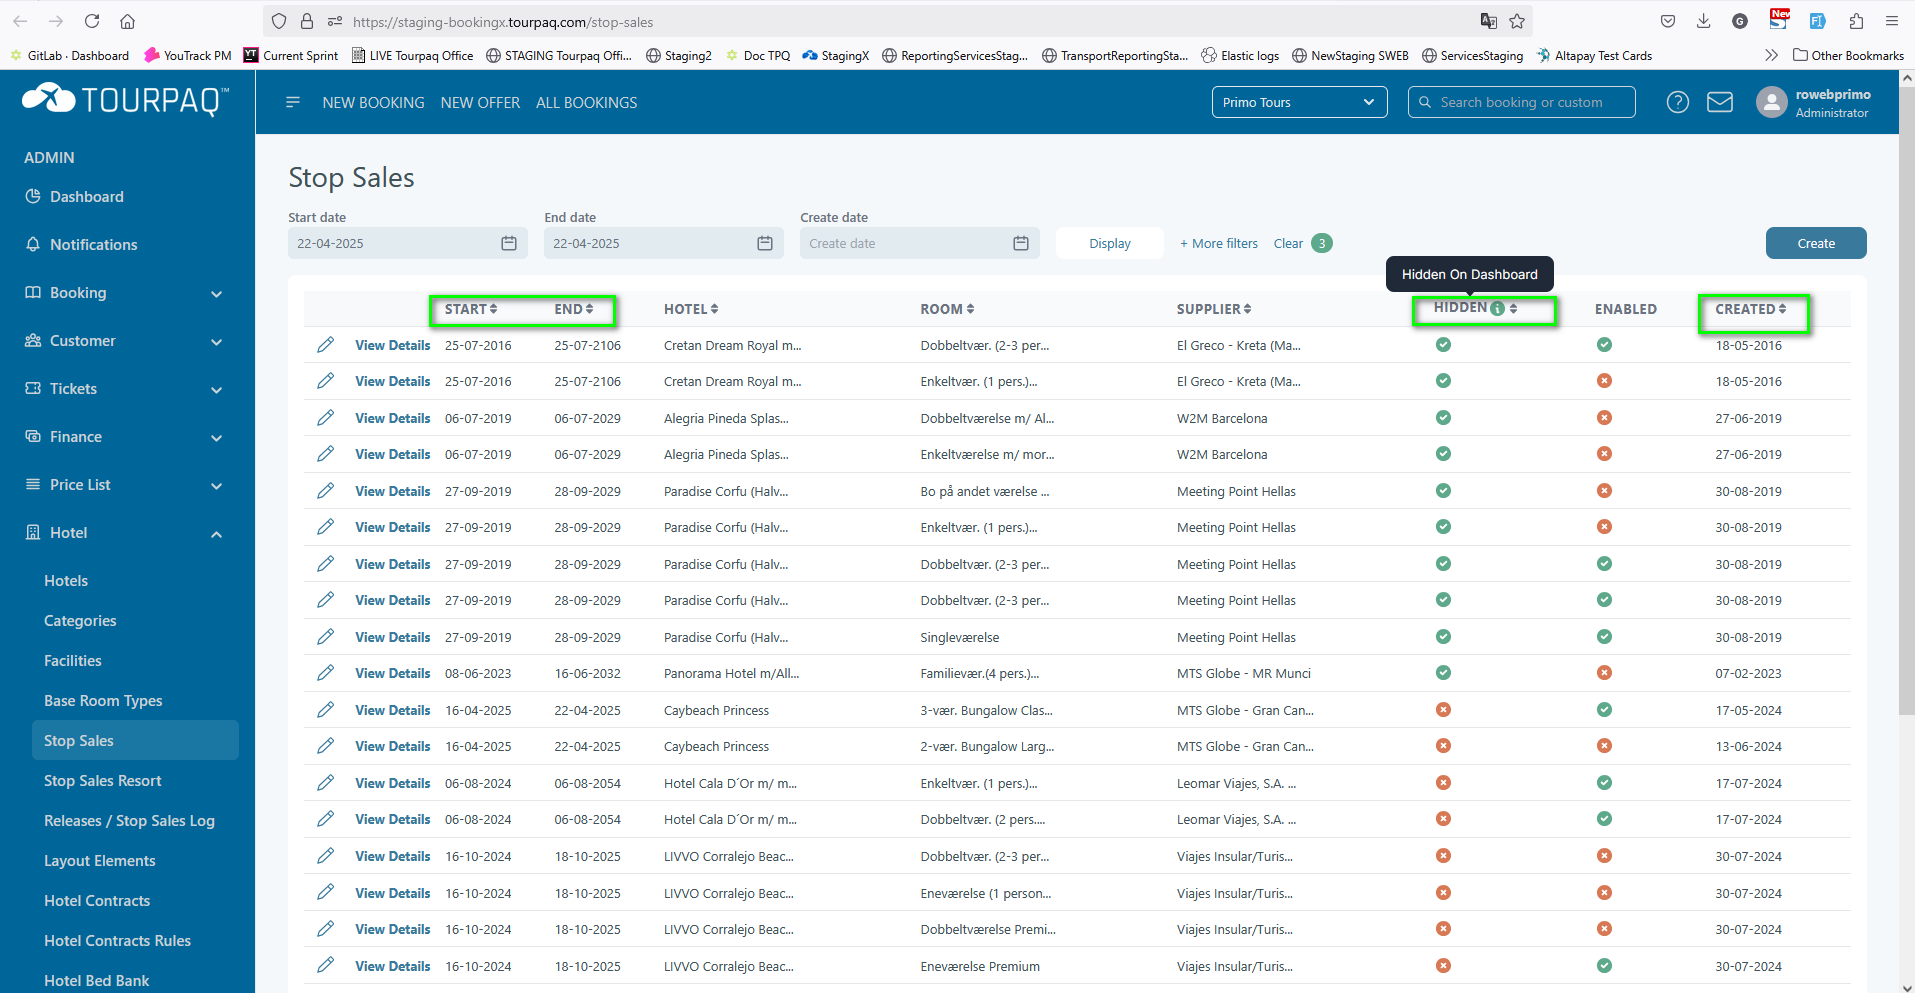 https://staging-bookingx.tourpaq.com/stop-sales
New
GitLab · Dashboard YouTrack PM Current Sprint LIVE Tourpaq Office STAGING Tourpaq Offi... Staging2 Doc TPQ StagingX ReportingServicesStag... TransportReportingSta... Elastic logs NewStaging SWEB ServicesStaging Altapay Test Cards Other Bookmarks
TOURPAQ™
NEW BOOKING NEW OFFER ALL BOOKINGS
Primo Tours
Search booking or custom
rowebprimo
Administrator
ADMIN
Dashboard
Notifications
Booking
Customer
Tickets
Finance
Price List
Hotel
Hotels
Categories
Facilities
Base Room Types
Stop Sales
Stop Sales Resort
Releases / Stop Sales Log
Layout Elements
Hotel Contracts
Hotel Contracts Rules
Hotel Bed Bank
Stop Sales
Start date End date Create date
22-04-2025 22-04-2025 Create date Display + More filters Clear 3 Create
Hidden On Dashboard
START END HOTEL ROOM SUPPLIER HIDDEN i ENABLED CREATED
View Details 25-07-2016 25-07-2106 Cretan Dream Royal m... Dobbeltvær. (2-3 per... El Greco - Kreta (Ma... 18-05-2016
View Details 25-07-2016 25-07-2106 Cretan Dream Royal m... Enkeltvær. (1 pers.)... El Greco - Kreta (Ma... 18-05-2016
View Details 06-07-2019 06-07-2029 Alegria Pineda Splas... Dobbeltværelse m/ Al... W2M Barcelona 27-06-2019
View Details 06-07-2019 06-07-2029 Alegria Pineda Splas... Enkeltværelse m/ mor... W2M Barcelona 27-06-2019
View Details 27-09-2019 28-09-2029 Paradise Corfu (Halv... Bo på andet værelse ... Meeting Point Hellas 30-08-2019
View Details 27-09-2019 28-09-2029 Paradise Corfu (Halv... Enkeltvær. (1 pers.)... Meeting Point Hellas 30-08-2019
View Details 27-09-2019 28-09-2029 Paradise Corfu (Halv... Dobbeltvær. (2-3 per... Meeting Point Hellas 30-08-2019
View Details 27-09-2019 28-09-2029 Paradise Corfu (Halv... Dobbeltvær. (2-3 per... Meeting Point Hellas 30-08-2019
View Details 27-09-2019 28-09-2029 Paradise Corfu (Halv... Singleværelse Meeting Point Hellas 30-08-2019
View Details 08-06-2023 16-06-2032 Panorama Hotel m/All... Familievær.(4 pers.)... MTS Globe - MR Munci 07-02-2023
View Details 16-04-2025 22-04-2025 Caybeach Princess 3-vær. Bungalow Clas... MTS Globe - Gran Can... 17-05-2024
View Details 16-04-2025 22-04-2025 Caybeach Princess 2-vær. Bungalow Larg... MTS Globe - Gran Can... 13-06-2024
View Details 06-08-2024 06-08-2054 Hotel Cala D´Or m/ m... Enkeltvær. (1 pers.)... Leomar Viajes, S.A. ... 17-07-2024
View Details 06-08-2024 06-08-2054 Hotel Cala D´Or m/ m... Dobbeltvær. (2 pers.... Leomar Viajes, S.A. ... 17-07-2024
View Details 16-10-2024 18-10-2025 LIVVO Corralejo Beac... Dobbeltvær. (2-3 per... Viajes Insular/Turis... 30-07-2024
View Details 16-10-2024 18-10-2025 LIVVO Corralejo Beac... Eneværelse (1 person... Viajes Insular/Turis... 30-07-2024
View Details 16-10-2024 18-10-2025 LIVVO Corralejo Beac... Dobbeltværelse Premi... Viajes Insular/Turis... 30-07-2024
View Details 16-10-2024 18-10-2025 LIVVO Corralejo Beac... Eneværelse Premium Viajes Insular/Turis... 30-07-2024